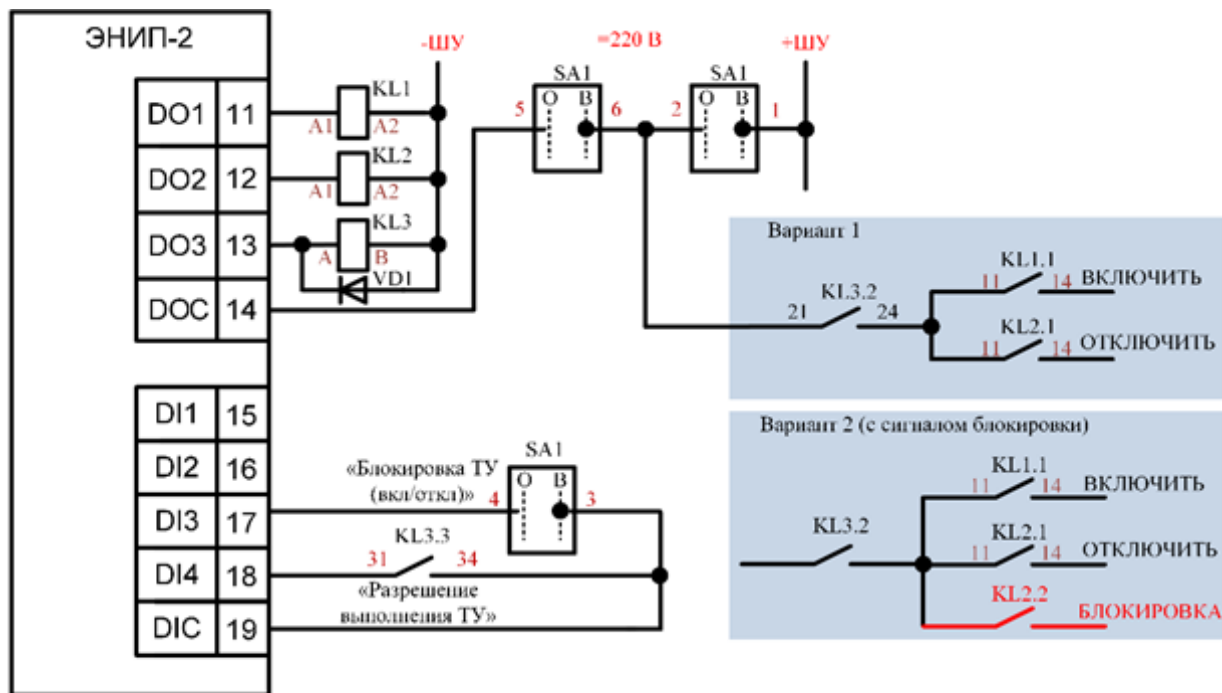 ЭНИП-2
-ШУ
=220 В
+ШУ
DO1 11
A1 KL1 A2
DO2 12
A1 KL2 A2
DO3 13
A KL3 B
VD1
DOC 14
5 SA1 6
О В
2 SA1 1
О В
Вариант 1
21 KL3.2 24
11 KL1.1 14 ВКЛЮЧИТЬ
11 KL2.1 14 ОТКЛЮЧИТЬ
DI1 15
DI2 16
DI3 17
DI4 18
DIC 19
«Блокировка ТУ
(вкл/откл)»
4 SA1 3
О В
31 KL3.3 34
«Разрешение
выполнения ТУ»
Вариант 2 (с сигналом блокировки)
KL3.2
11 KL1.1 14 ВКЛЮЧИТЬ
11 KL2.1 14 ОТКЛЮЧИТЬ
KL2.2 БЛОКИРОВКА